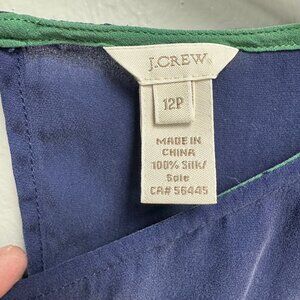 J.CREW
12P
MADE IN
CHINA
100% Silk/
Soie
CA# 56445